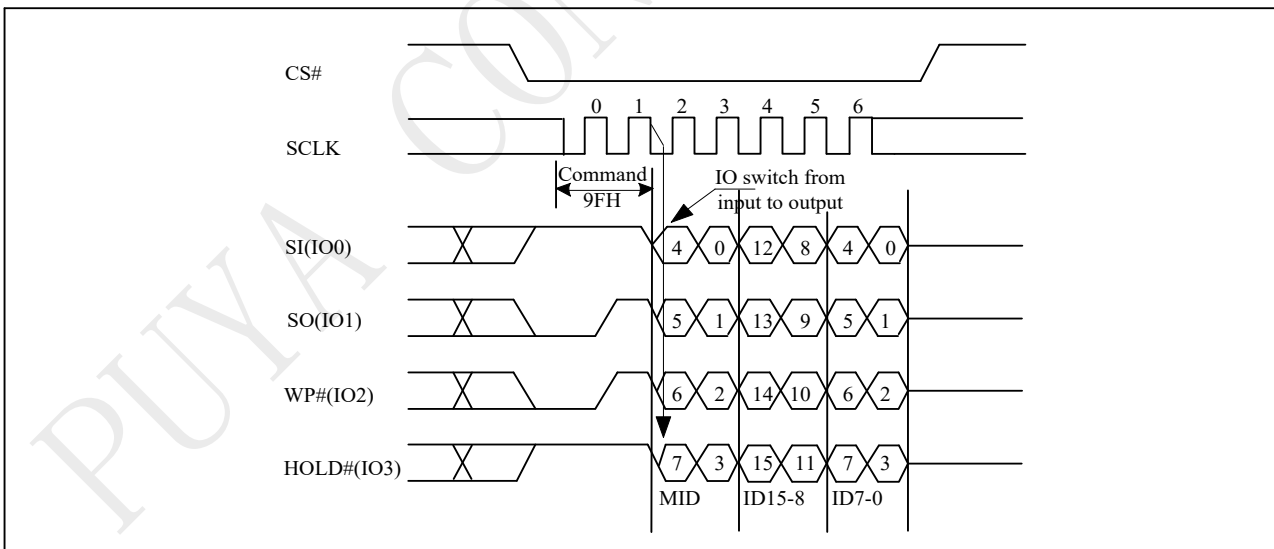 PUYA CON
CS#
0 1 2 3 4 5 6
SCLK
Command
9FH
IO switch from
input to output
SI(IO0)
4 0 12 8 4 0
SO(IO1)
5 1 13 9 5 1
WP#(IO2)
6 2 14 10 6 2
HOLD#(IO3)
7 3 15 11 7 3
MID ID15-8 ID7-0